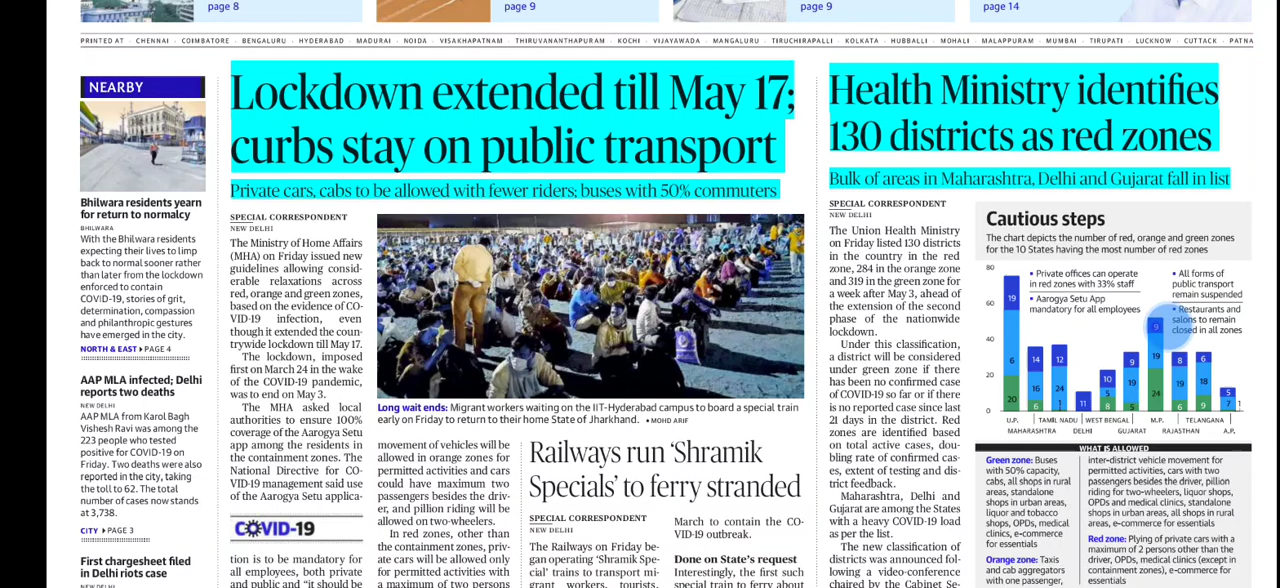 page 8
page 9
page 9
page 14
PRINTED AT · CHENNAI · COIMBATORE · BENGALURU · HYDERABAD · MADURAI · NOIDA · VISAKHAPATNAM · THIRUVANANTHAPURAM · KOCHI · VIJAYAWADA · MANGALURU · TIRUCHIRAPALLI · KOLKATA · HUBBALLI · MOHALI · MALAPPURAM · MUMBAI · TIRUPATI · LUCKNOW · CUTTACK · PATNA
NEARBY
Bhilwara residents yearn
for return to normalcy
BHILWARA
With the Bhilwara residents
expecting their lives to limp
back to normal sooner rather
than later from the lockdown
enforced to contain
COVID-19, stories of grit,
determination, compassion
and philanthropic gestures
have emerged in the city.
NORTH & EAST ▸ PAGE 4
AAP MLA infected; Delhi
reports two deaths
NEW DELHI
AAP MLA from Karol Bagh
Vishesh Ravi was among the
223 people who tested
positive for COVID-19 on
Friday. Two deaths were also
reported in the city, taking
the toll to 62. The total
number of cases now stands
at 3,738.
CITY ▸ PAGE 3
First chargesheet filed
in Delhi riots case
NEW DELHI
Lockdown extended till May 17;
curbs stay on public transport
Private cars, cabs to be allowed with fewer riders; buses with 50% commuters
SPECIAL CORRESPONDENT
NEW DELHI
The Ministry of Home Affairs
(MHA) on Friday issued new
guidelines allowing consid-
erable relaxations across
red, orange and green zones,
based on the evidence of CO-
VID-19 infection, even
though it extended the coun-
trywide lockdown till May 17.
The lockdown, imposed
first on March 24 in the wake
of the COVID-19 pandemic,
was to end on May 3.
The MHA asked local
authorities to ensure 100%
coverage of the Aarogya Setu
app among the residents in
the containment zones. The
National Directive for CO-
VID-19 management said use
of the Aarogya Setu applica-
COVID-19
tion is to be mandatory for
all employees, both private
and public and "it should be
Long wait ends: Migrant workers waiting on the IIT-Hyderabad campus to board a special train
early on Friday to return to their home State of Jharkhand. • MOHD ARIF
movement of vehicles will be
allowed in orange zones for
permitted activities and cars
could have maximum two
passengers besides the driv-
er, and pillion riding will be
allowed on two-wheelers.
In red zones, other
than the containment zones, priv-
ate cars will be allowed only
for permitted activities with
a maximum of two persons
Railways run 'Shramik
Specials' to ferry stranded
SPECIAL CORRESPONDENT
NEW DELHI
The Railways on Friday be-
gan operating 'Shramik Spe-
cial' trains to transport mi-
grant workers, tourists,
March to contain the CO-
VID-19 outbreak.
Done on State's request
Interestingly, the first such
special train to ferry about
Health Ministry identifies
130 districts as red zones
Bulk of areas in Maharashtra, Delhi and Gujarat fall in list
SPECIAL CORRESPONDENT
NEW DELHI
The Union Health Ministry
on Friday listed 130 districts
in the country in the red
zone, 284 in the orange zone
and 319 in the green zone for
a week after May 3, ahead of
the extension of the second
phase of the nationwide
lockdown.
Under this classification,
a district will be considered
under green zone if there
has been no confirmed case
of COVID-19 so far or if there
is no reported case since last
21 days in the district. Red
zones are identified based
on total active cases, dou-
bling rate of confirmed cas-
es, extent of testing and dis-
trict feedback.
Maharashtra, Delhi and
Gujarat are among the States
with a heavy COVID-19 load
as per the list.
The new classification of
districts was announced fol-
lowing a video-conference
chaired by the Cabinet Se-
Cautious steps
The chart depicts the number of red, orange and green zones
for the 10 States having the most number of red zones
80
60
40
20
0
▪ Private offices can operate
in red zones with 33% staff
▪ Aarogya Setu App
mandatory for all employees
▪ All forms of
public transport
remain suspended
▪ Restaurants and
salons to remain
closed in all zones
19 14 12 11 10 9 9 8 6 5
6 16 24 5 19 19 19 18 7
20 6 1 8 5 24 6 9 1
U.P. TAMIL NADU WEST BENGAL M.P. TELANGANA
MAHARASHTRA DELHI GUJARAT RAJASTHAN A.P.
WHAT IS ALLOWED
Green zone: Buses
with 50% capacity,
cabs, all shops in rural
areas, standalone
shops in urban areas,
liquor and tobacco
shops, OPDs, medical
clinics, e-commerce
for essentials
Orange zone: Taxis
and cab aggregators
with one passenger,
inter-district vehicle movement for
permitted activities, cars with two
passengers besides the driver, pillion
riding for two-wheelers, liquor shops,
OPDs and medical clinics, standalone
shops in urban areas, all shops in rural
areas, e-commerce for essentials
Red zone: Plying of private cars with a
maximum of 2 persons other than the
driver, OPDs, medical clinics (except in
containment zones), e-commerce for
essentials